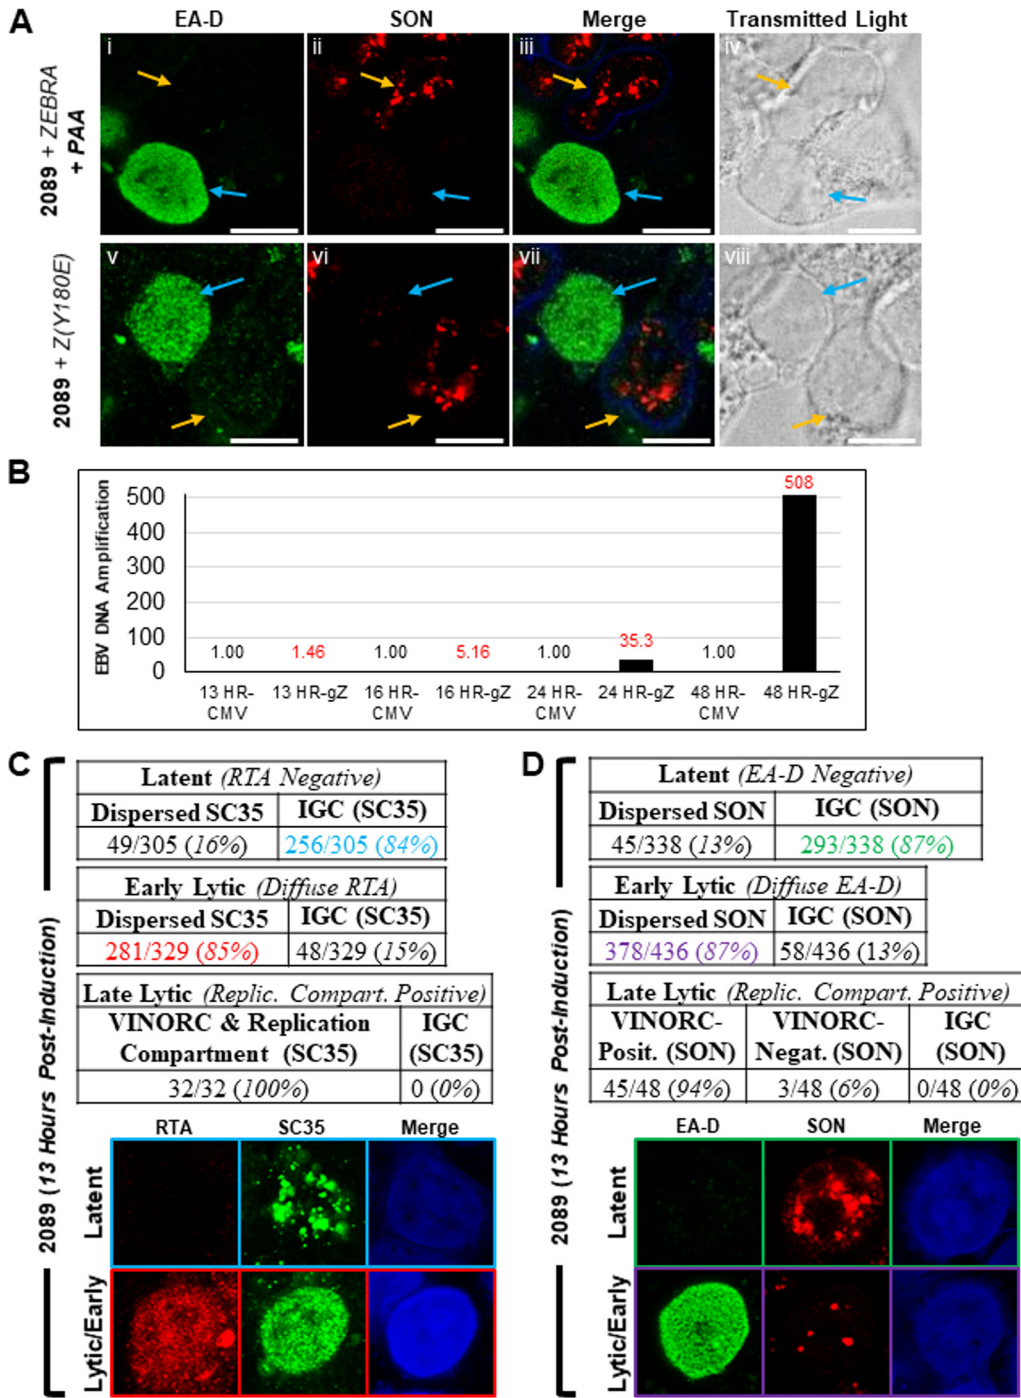 A
EA-D SON Merge Transmitted Light
2089 + ZEBRA
+ PAA
i ii iii iv
2089 + Z(Y180E)
v vi vii viii
B
EBV DNA Amplification
500
400
300
200
100
0
1.00 1.46 1.00 5.16 1.00 35.3 1.00 508
13 HR-CMV 13 HR-gZ 16 HR-CMV 16 HR-gZ 24 HR-CMV 24 HR-gZ 48 HR-CMV 48 HR-gZ
C
2089 (13 Hours Post-Induction)
Latent (RTA Negative)
Dispersed SC35 IGC (SC35)
49/305 (16%) 256/305 (84%)
Early Lytic (Diffuse RTA)
Dispersed SC35 IGC (SC35)
281/329 (85%) 48/329 (15%)
Late Lytic (Replic. Compart. Positive)
VINORC & Replication Compartment (SC35) IGC (SC35)
32/32 (100%) 0 (0%)
RTA SC35 Merge
Latent
Lytic/Early
D
2089 (13 Hours Post-Induction)
Latent (EA-D Negative)
Dispersed SON IGC (SON)
45/338 (13%) 293/338 (87%)
Early Lytic (Diffuse EA-D)
Dispersed SON IGC (SON)
378/436 (87%) 58/436 (13%)
Late Lytic (Replic. Compart. Positive)
VINORC-Posit. (SON) VINORC-Negat. (SON) IGC (SON)
45/48 (94%) 3/48 (6%) 0/48 (0%)
EA-D SON Merge
Latent
Lytic/Early